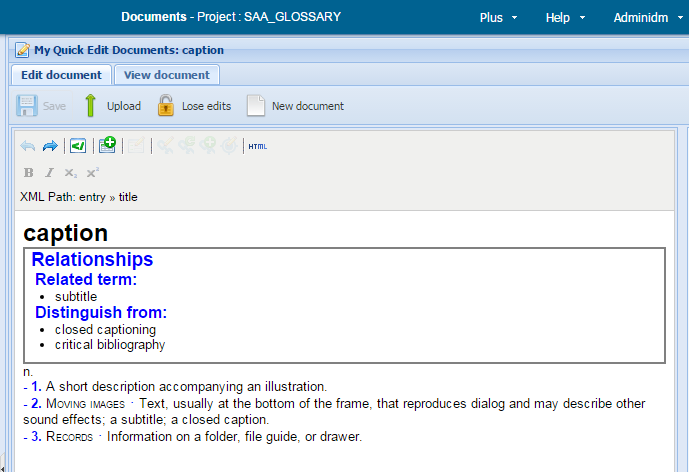 Documents - Project : SAA_GLOSSARY Plus Help Adminidm
My Quick Edit Documents: caption
Edit document View document
Save Upload Lose edits New document
HTML
B I X₂ X²
XML Path: entry » title
caption
Relationships
Related term:
• subtitle
Distinguish from:
• closed captioning
• critical bibliography
n.
- 1. A short description accompanying an illustration.
- 2. MOVING IMAGES · Text, usually at the bottom of the frame, that reproduces dialog and may describe other
sound effects; a subtitle; a closed caption.
- 3. RECORDS · Information on a folder, file guide, or drawer.